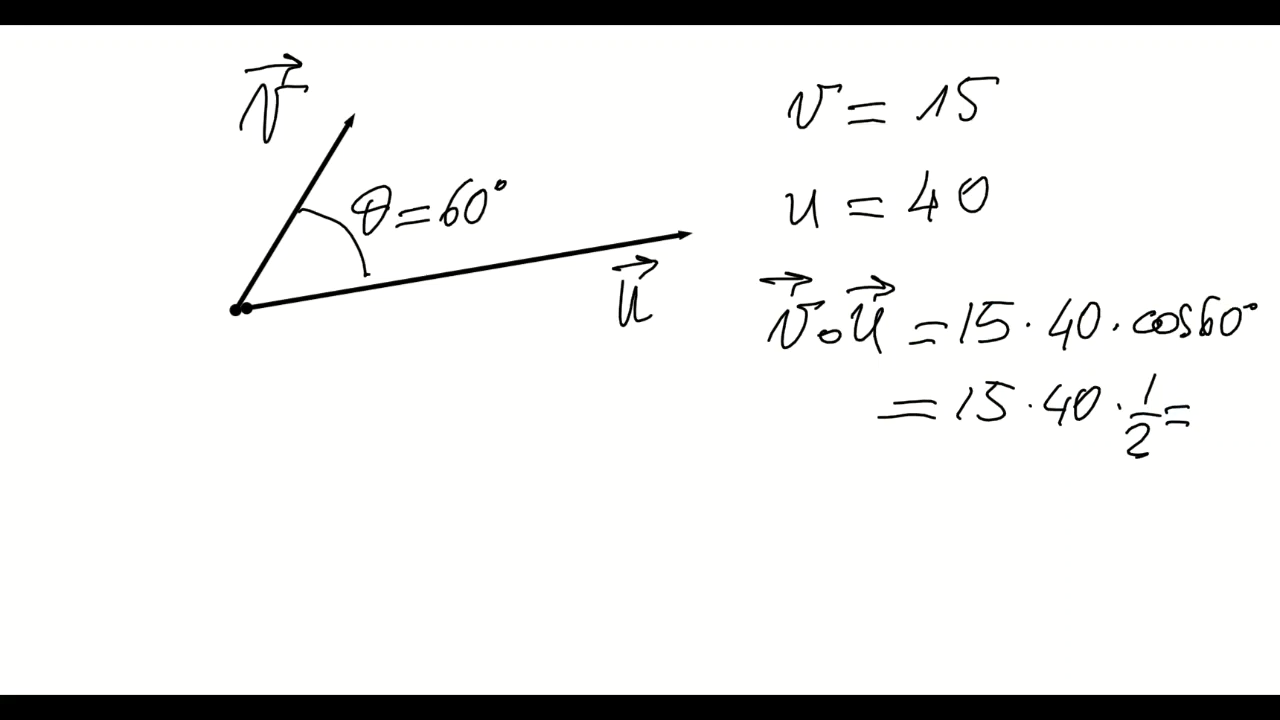 v⃗
θ=60°
u⃗
v = 15
u = 40
v⃗∘u⃗ = 15·40·cos60°
= 15·40·1/2=